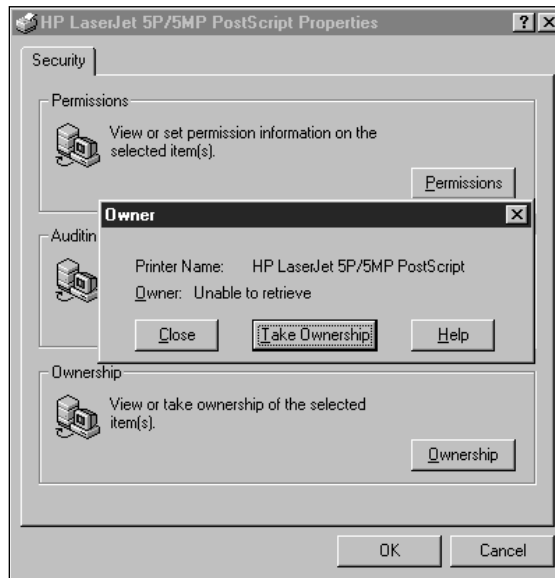 HP LaserJet 5P/5MP PostScript Properties
Security
Permissions
View or set permission information on the
selected item(s).
Permissions
Owner
Auditin
Printer Name: HP LaserJet 5P/5MP PostScript
Owner: Unable to retrieve
Close Take Ownership Help
Ownership
View or take ownership of the selected
item(s).
Ownership
OK Cancel